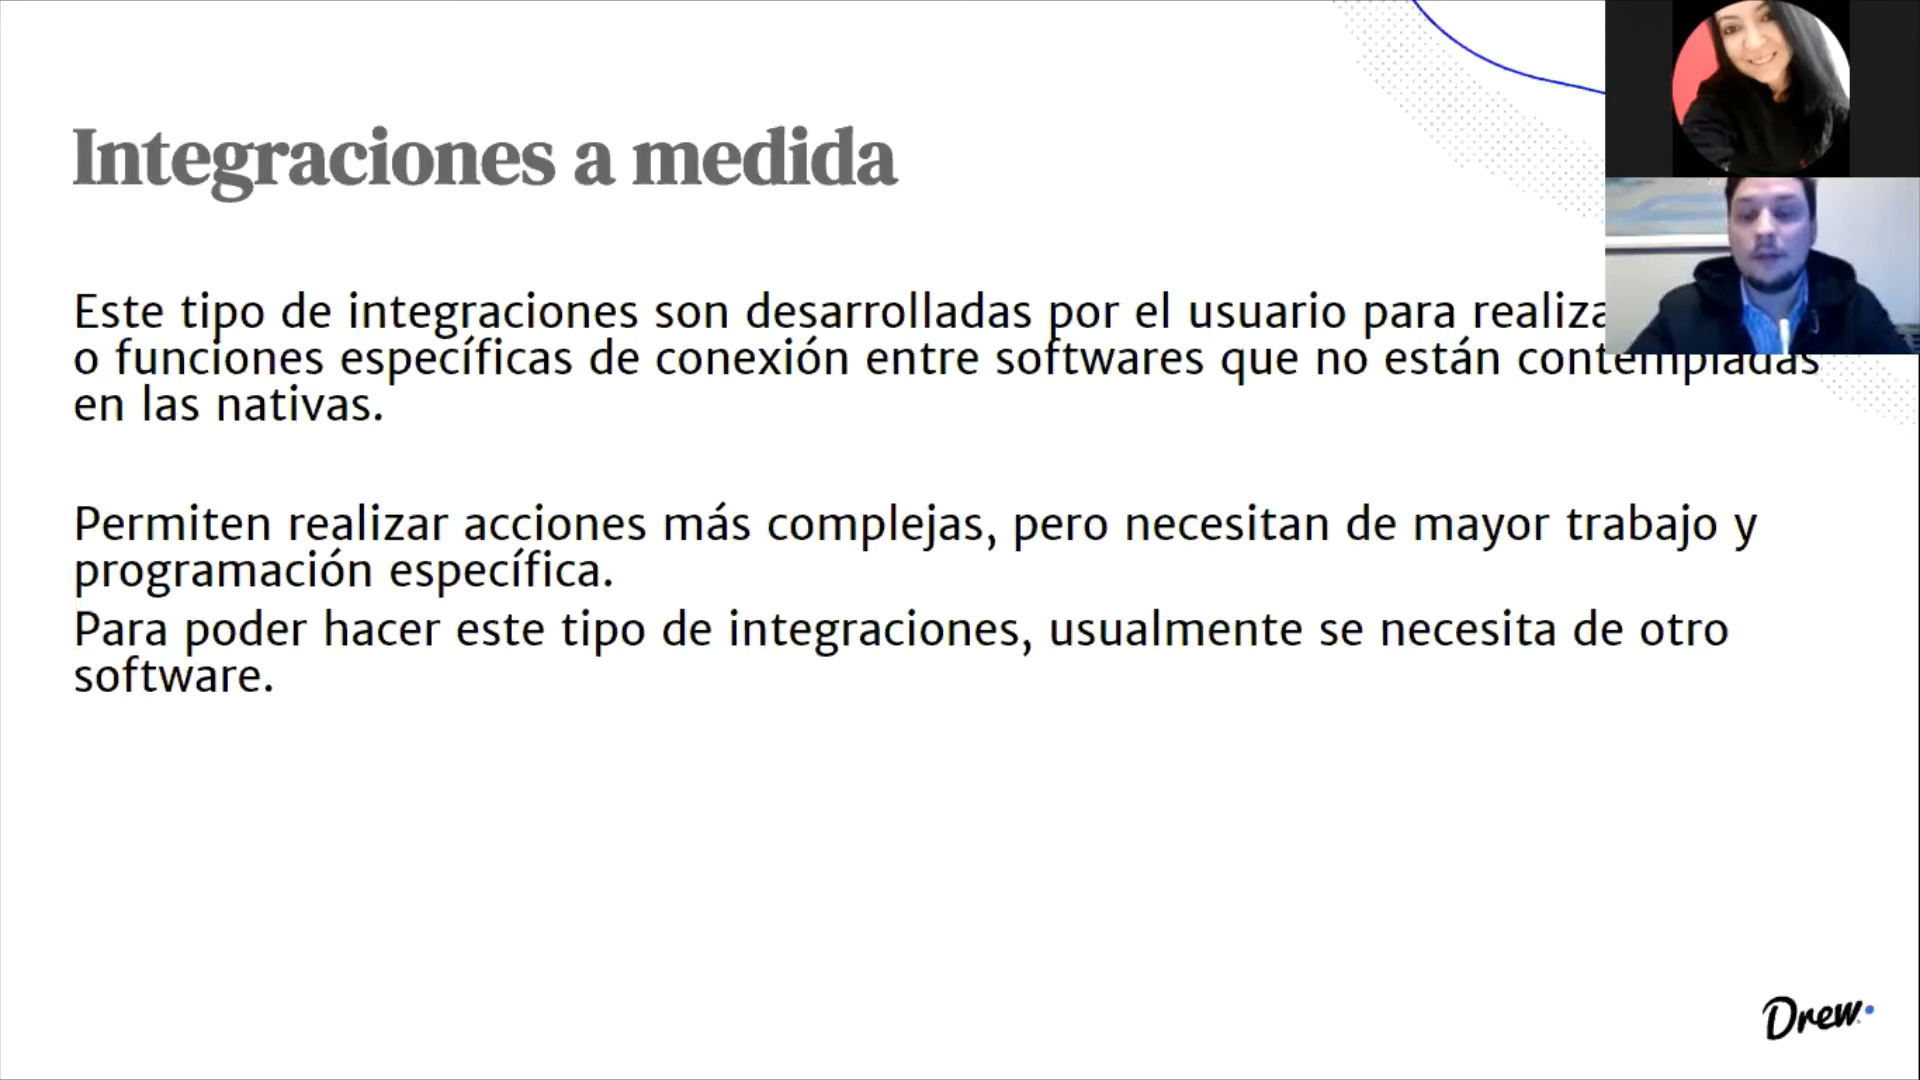 Integraciones a medida
Este tipo de integraciones son desarrolladas por el usuario para
o funciones específicas de conexión entre softwares que no están contempladas
en las nativas.
Permiten realizar acciones más complejas, pero necesitan de mayor trabajo y
programación específica.
Para poder hacer este tipo de integraciones, usualmente se necesita de otro
software.
Drew